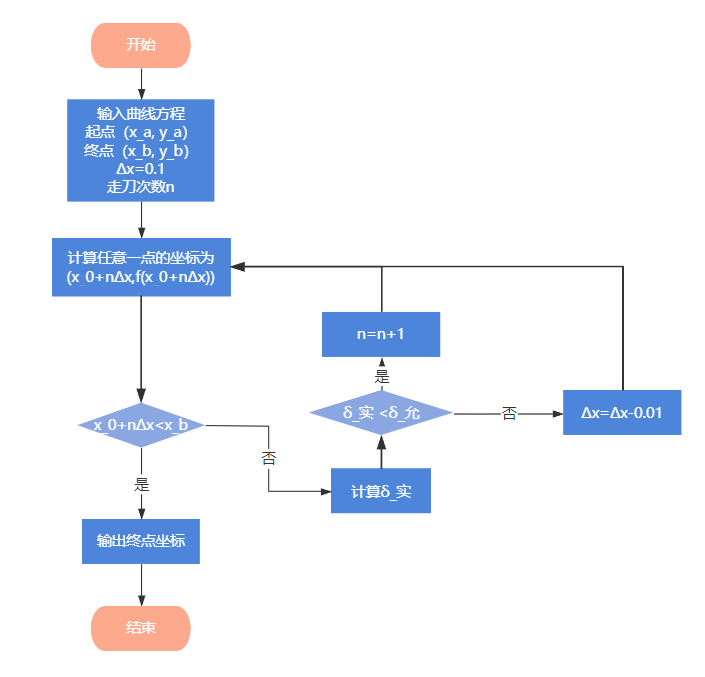 开始
输入曲线方程
起点（x_a, y_a）
终点（x_b, y_b）
Δx=0.1
走刀次数n
计算任意一点的坐标为
(x_0+nΔx,f(x_0+nΔx))
n=n+1
是
δ_实 <δ_允
否
Δx=Δx-0.01
x_0+nΔx<x_b
否
计算δ_实
是
输出终点坐标
结束